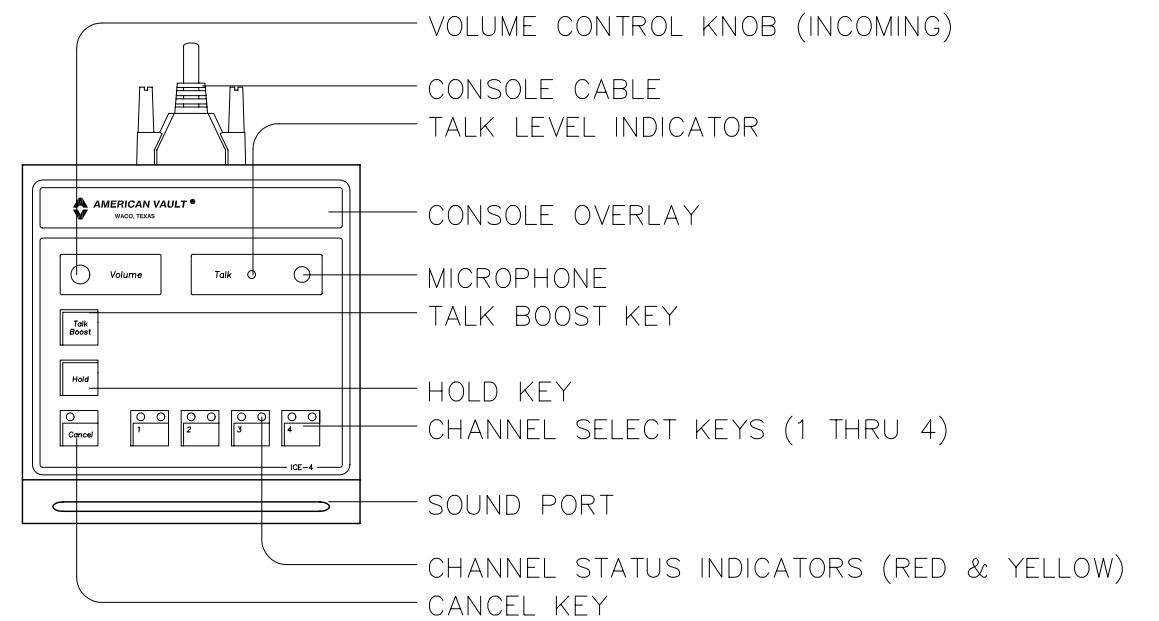 VOLUME CONTROL KNOB (INCOMING)
CONSOLE CABLE
TALK LEVEL INDICATOR
AMERICAN VAULT ®
WACO, TEXAS
CONSOLE OVERLAY
Volume
Talk
MICROPHONE
TALK BOOST KEY
Talk
Boost
Hold
HOLD KEY
Cancel
1
2
3
4
CHANNEL SELECT KEYS (1 THRU 4)
ICE-4
SOUND PORT
CHANNEL STATUS INDICATORS (RED & YELLOW)
CANCEL KEY